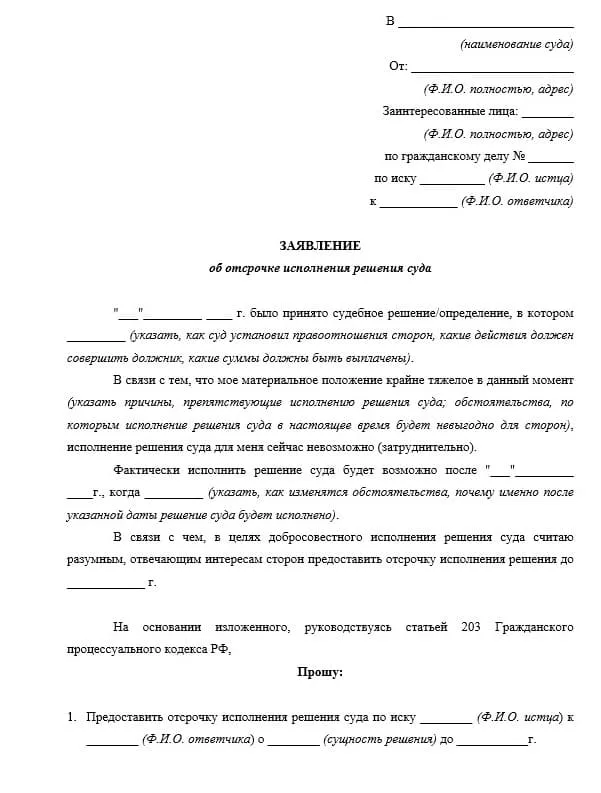 В ____________________________
(наименование суда)
От: _________________________
(Ф.И.О. полностью, адрес)
Заинтересованные лица: ________
(Ф.И.О. полностью, адрес)
по гражданскому делу № _______
по иску __________ (Ф.И.О. истца)
к ____________ (Ф.И.О. ответчика)
ЗАЯВЛЕНИЕ
об отсрочке исполнения решения суда
"___"_________ ____ г. было принято судебное решение/определение, в котором
_________ (указать, как суд установил правоотношения сторон, какие действия должен
совершить должник, какие суммы должны быть выплачены).
В связи с тем, что мое материальное положение крайне тяжелое в данный момент
(указать причины, препятствующие исполнению решения суда; обстоятельства, по
которым исполнение решения суда в настоящее время будет невыгодно для сторон),
исполнение решения суда для меня сейчас невозможно (затруднительно).
Фактически исполнить решение суда будет возможно после "___"_________
____г., когда _________ (указать, как изменятся обстоятельства, почему именно после
указанной даты решение суда будет исполнено).
В связи с чем, в целях добросовестного исполнения решения суда считаю
разумным, отвечающим интересам сторон предоставить отсрочку исполнения решения до
____________ г.
На основании изложенного, руководствуясь статьей 203 Гражданского
процессуального кодекса РФ,
Прошу:
1. Предоставить отсрочку исполнения решения суда по иску ________ (Ф.И.О. истца) к
________ (Ф.И.О. ответчика) о ________ (сущность решения) до ___________г.